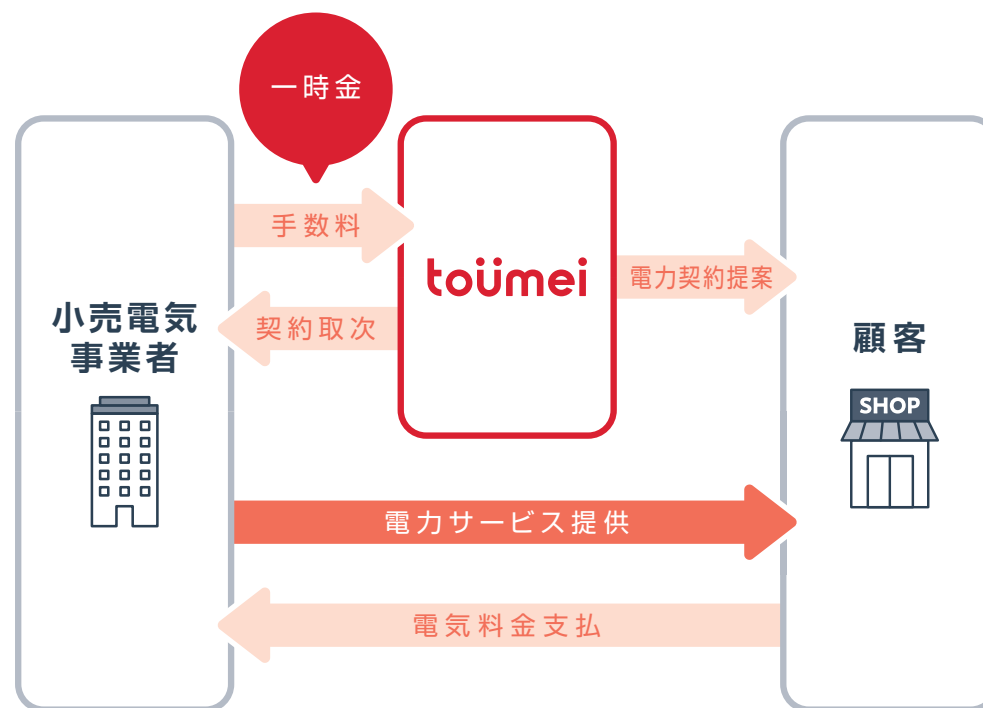 一時金
手数料
toümei
電力契約提案
契約取次
小売電気
事業者
顧客
SHOP
電力サービス提供
電気料金支払